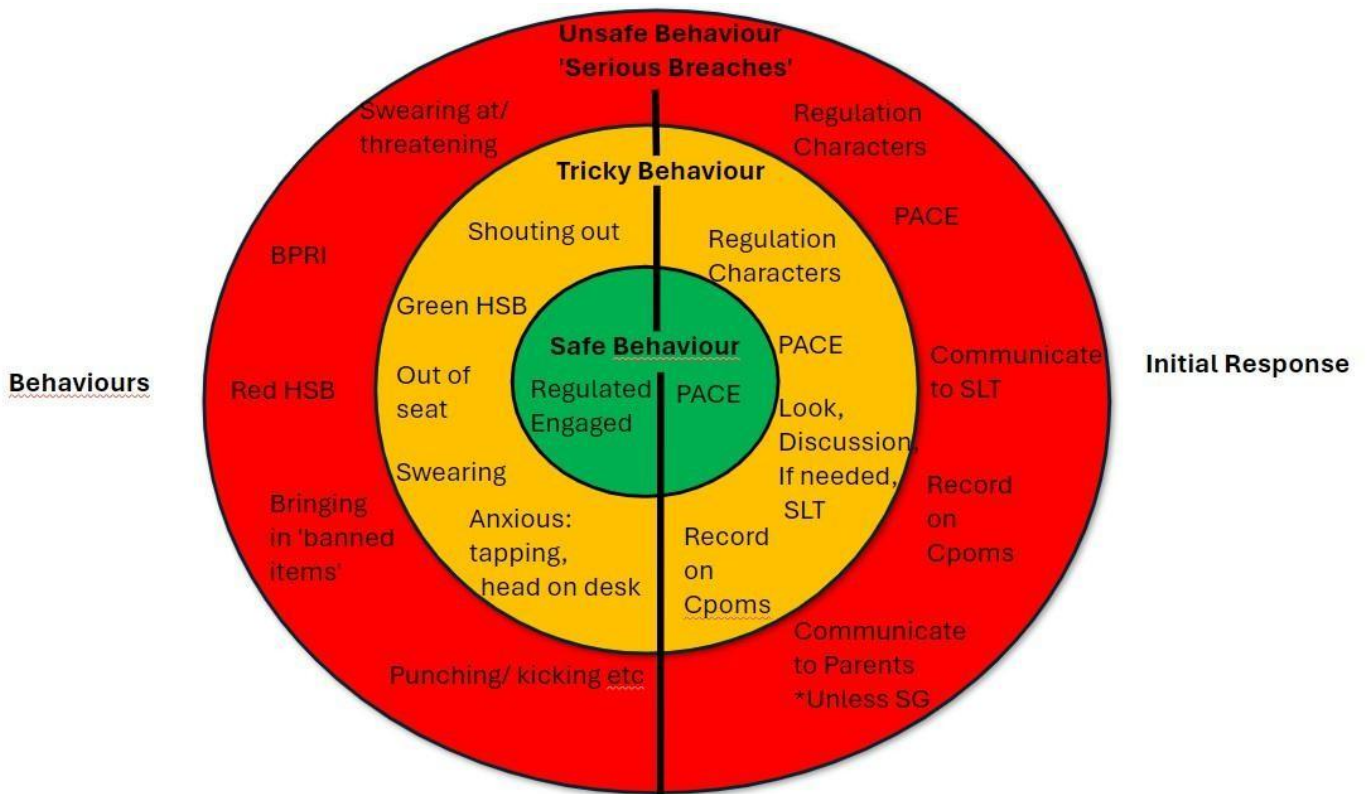 Unsafe Behaviour
'Serious Breaches'
Swearing at/
threatening
BPRI
Red HSB
Bringing
in 'banned
items'
Punching/ kicking etc
Regulation
Characters
PACE
Communicate
to SLT
Record
on
Cpoms
Communicate
to Parents
*Unless SG
Tricky Behaviour
Shouting out
Green HSB
Out of
seat
Swearing
Anxious:
tapping,
head on desk
Regulation
Characters
PACE
Look,
Discussion,
If needed,
SLT
Record
on
Cpoms
Safe Behaviour
Regulated
Engaged
PACE
Behaviours
Initial Response